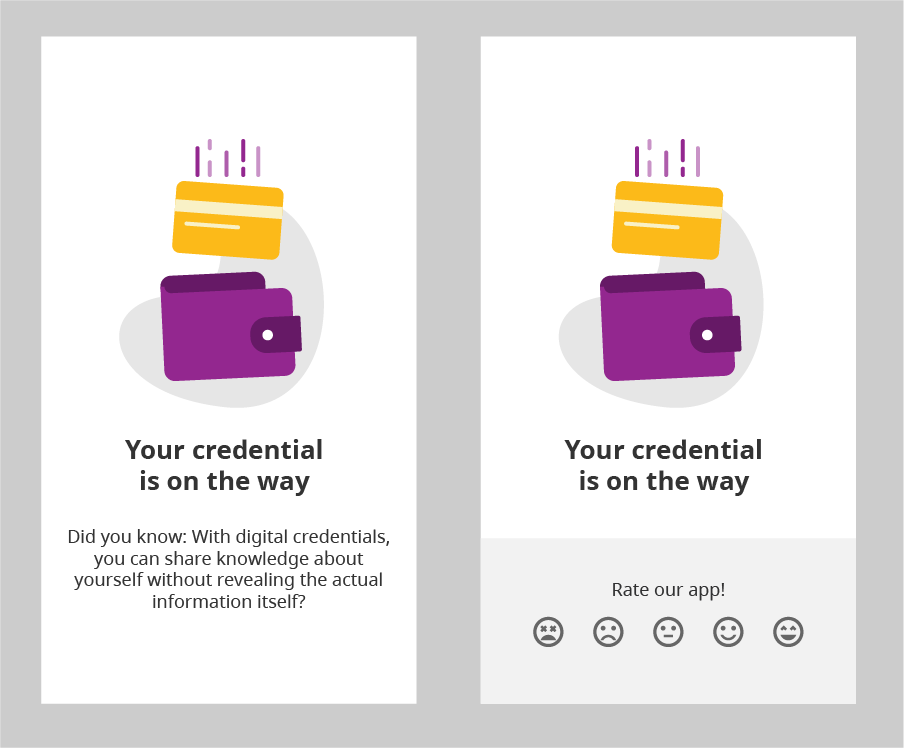 Your credential
is on the way
Did you know: With digital credentials,
you can share knowledge about
yourself without revealing the actual
information itself?
Your credential
is on the way
Rate our app!